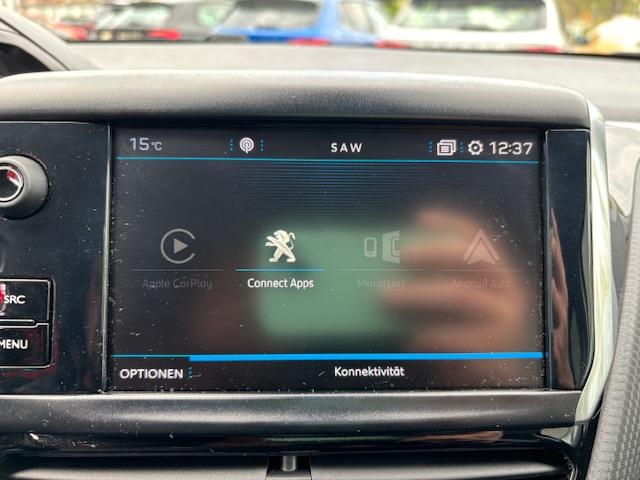 15°C SAW 12:37
Apple CarPlay Connect Apps MirrorLink Android Auto
SRC
MENU
OPTIONEN Konnektivität